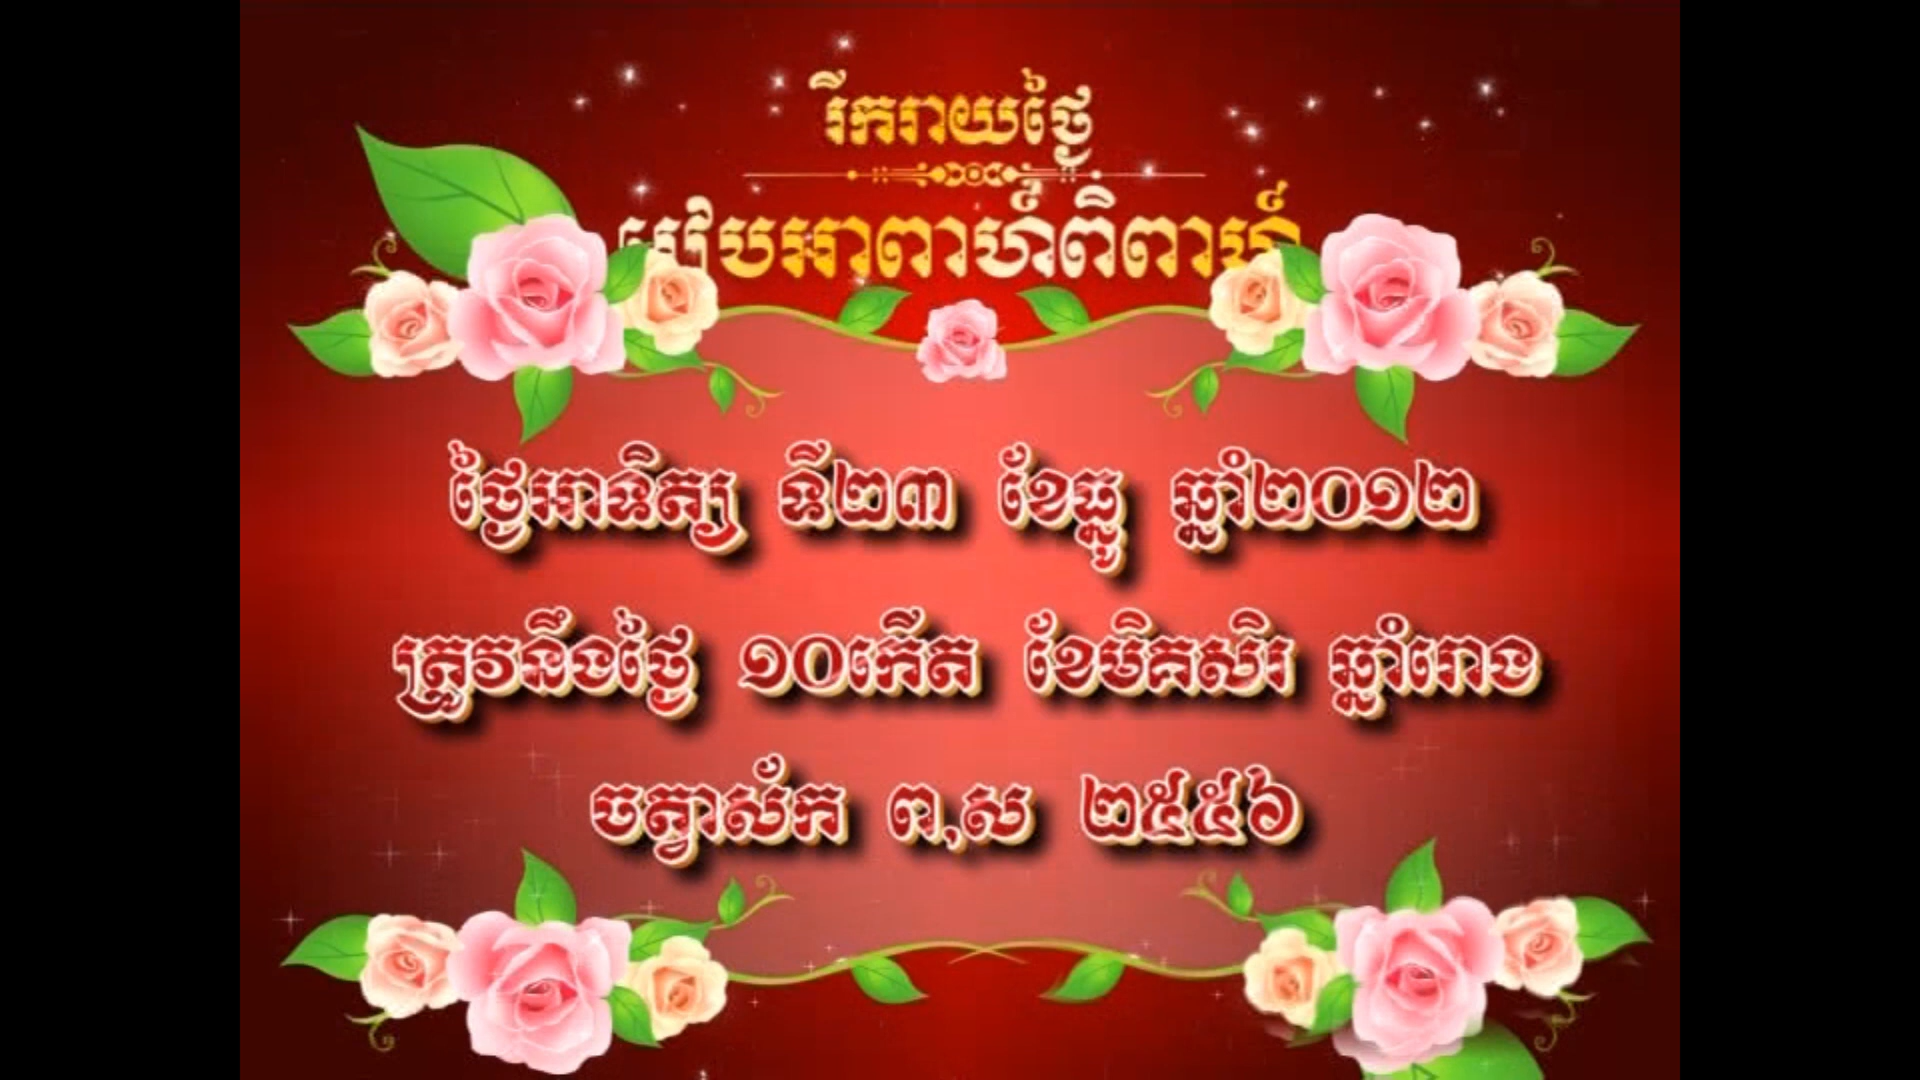 រីករាយថ្ងៃ
រៀបអាពាហ៍ពិពាហ៍
ថ្ងៃអាទិត្យ ទី២៣ ខែធ្នូ ឆ្នាំ២០១២
ត្រូវនឹងថ្ងៃ ១០កើត ខែមិគសិរ ឆ្នាំរោង
ចត្វាស័ក ព,ស ២៥៥៦